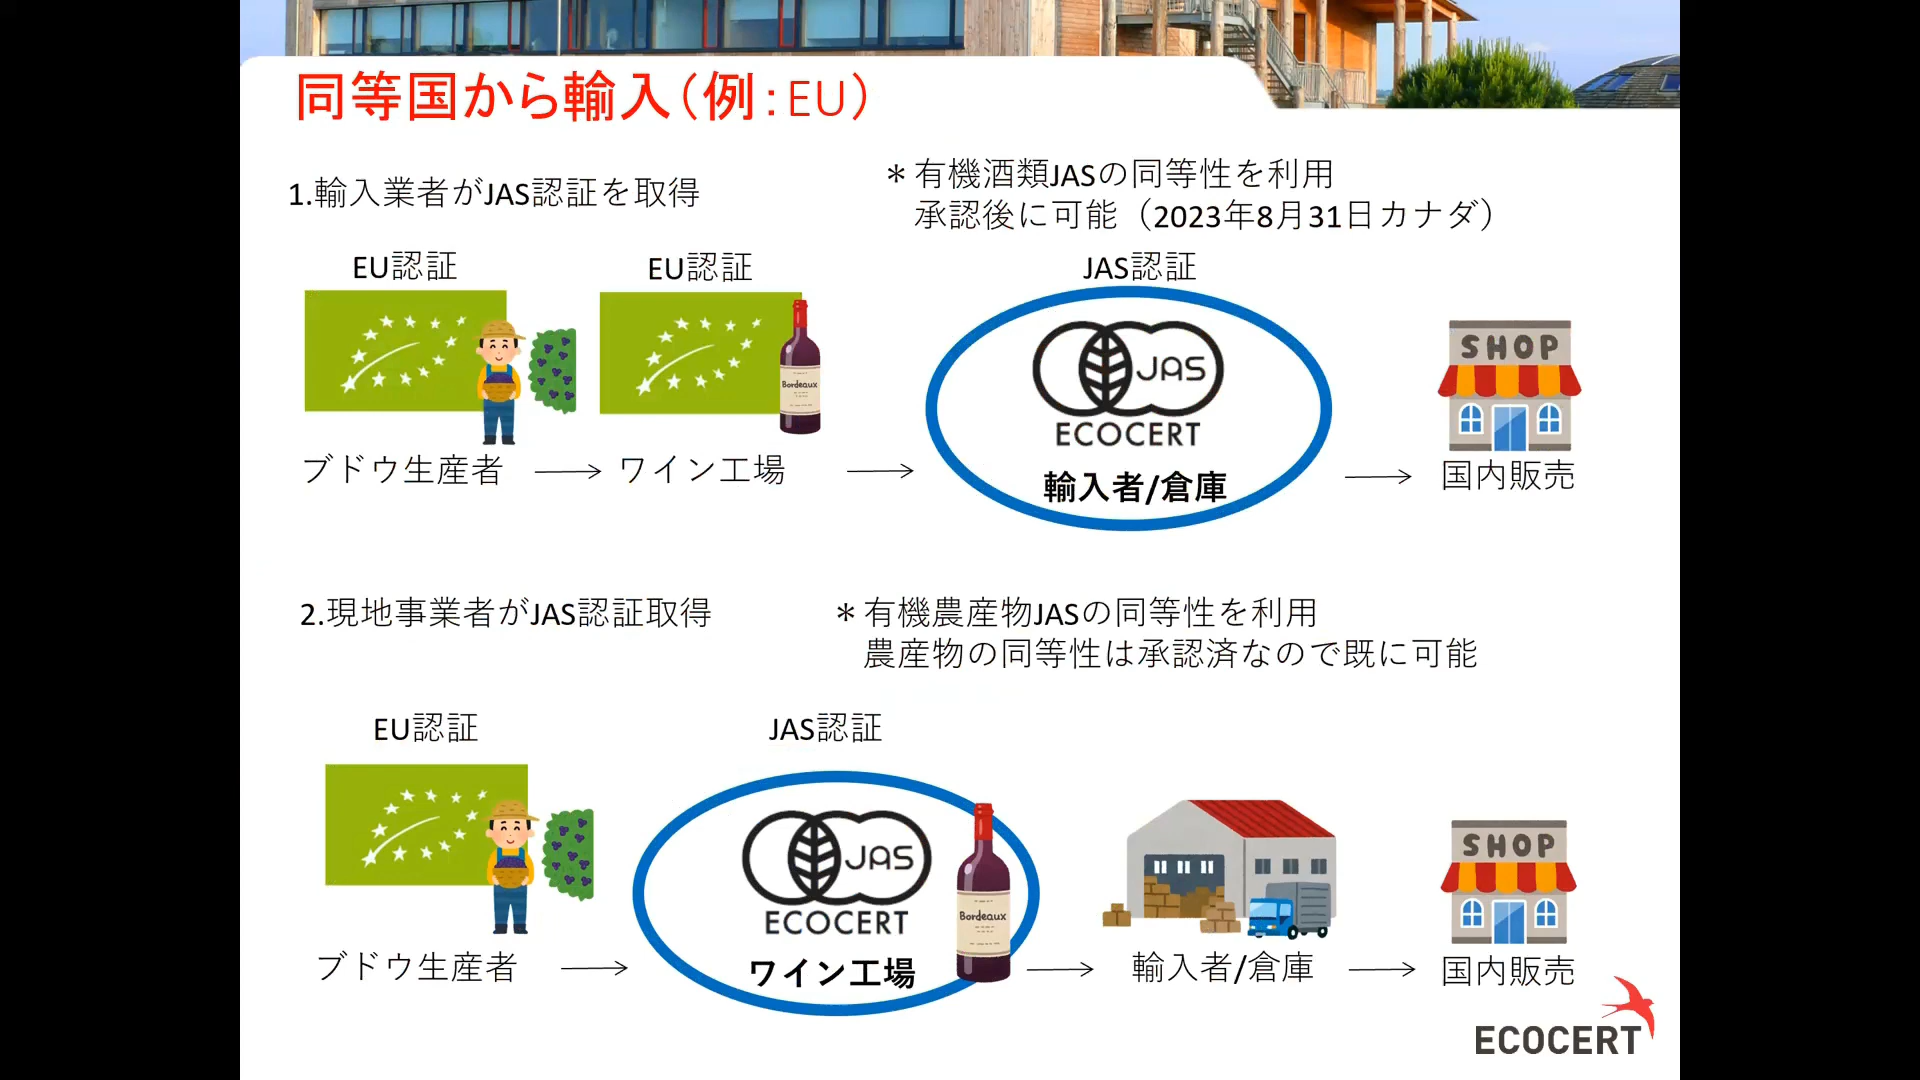 同等国から輸入（例：EU）
1.輸入業者がJAS認証を取得
＊有機酒類JASの同等性を利用
承認後に可能（2023年8月31日カナダ）
EU認証
EU認証
JAS認証
Bordeaux
JAS
ECOCERT
SHOP
ブドウ生産者
ワイン工場
輸入者/倉庫
国内販売
2.現地事業者がJAS認証取得
＊有機農産物JASの同等性を利用
農産物の同等性は承認済なので既に可能
EU認証
JAS認証
JAS
ECOCERT
Bordeaux
SHOP
ブドウ生産者
ワイン工場
輸入者/倉庫
国内販売
ECOCERT